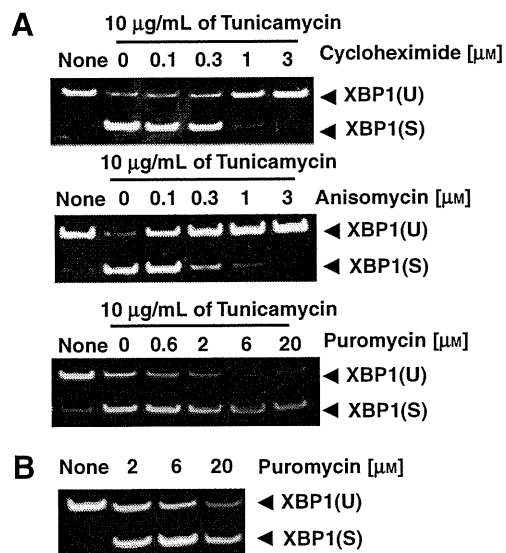 A
10 μg/mL of Tunicamycin
None 0 0.1 0.3 1 3 Cycloheximide [μM]
XBP1(U)
XBP1(S)
10 μg/mL of Tunicamycin
None 0 0.1 0.3 1 3 Anisomycin [μM]
XBP1(U)
XBP1(S)
10 μg/mL of Tunicamycin
None 0 0.6 2 6 20 Puromycin [μM]
XBP1(U)
XBP1(S)
B
None 2 6 20 Puromycin [μM]
XBP1(U)
XBP1(S)